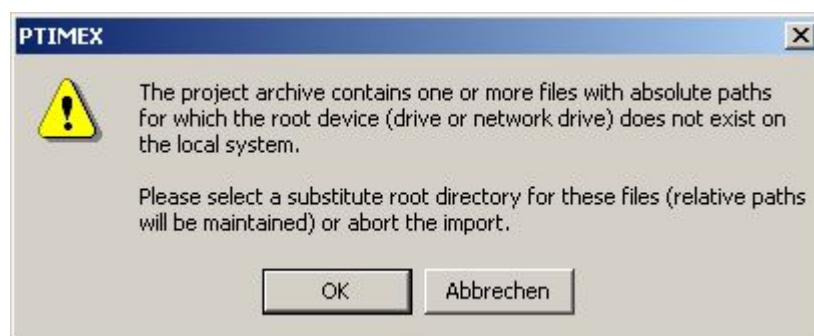 PTIMEX
The project archive contains one or more files with absolute paths
for which the root device (drive or network drive) does not exist on
the local system.
Please select a substitute root directory for these files (relative paths
will be maintained) or abort the import.
OK
Abbrechen